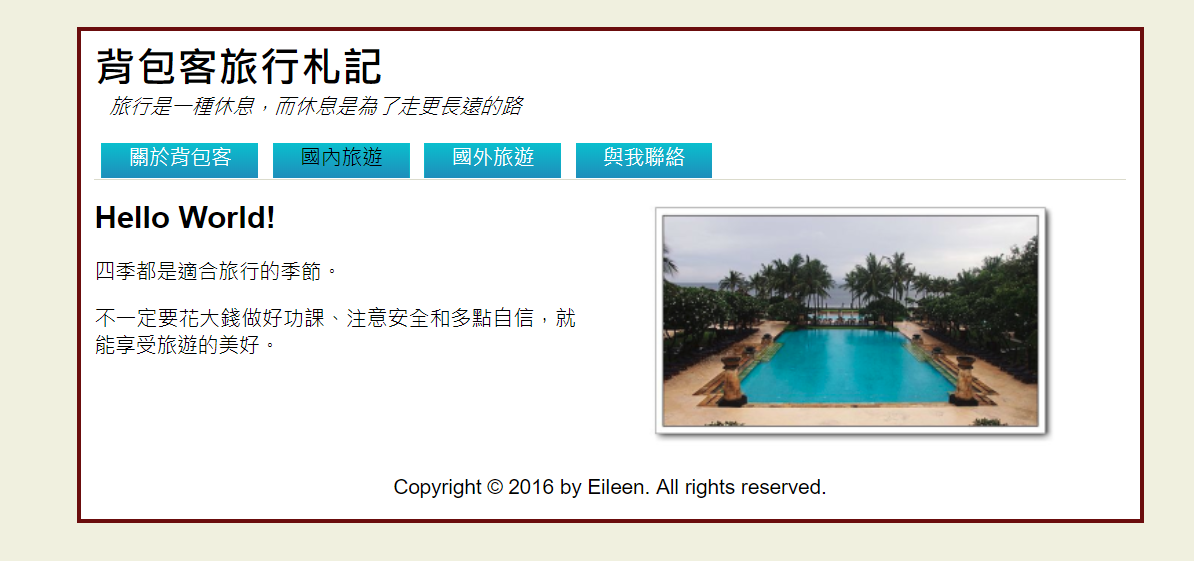 背包客旅行札記
旅行是一種休息，而休息是為了走更長遠的路
關於背包客 國內旅遊 國外旅遊 與我聯絡
Hello World!
四季都是適合旅行的季節。
不一定要花大錢做好功課、注意安全和多點自信，就
能享受旅遊的美好。
Copyright © 2016 by Eileen. All rights reserved.